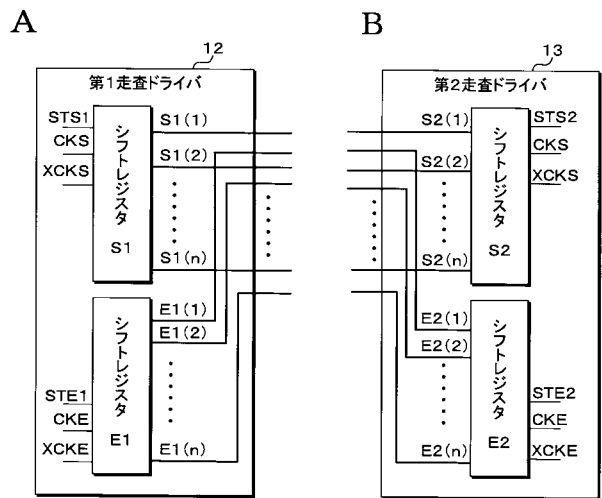 A
12
第1走査ドライバ
STS1
CKS
XCKS
シフトレジスタ
S1
S1(1)
S1(2)
S1(n)
シフトレジスタ
E1
E1(1)
E1(2)
E1(n)
STE1
CKE
XCKE
B
13
第2走査ドライバ
S2(1)
S2(2)
S2(n)
シフトレジスタ
S2
STS2
CKS
XCKS
E2(1)
E2(2)
E2(n)
シフトレジスタ
E2
STE2
CKE
XCKE